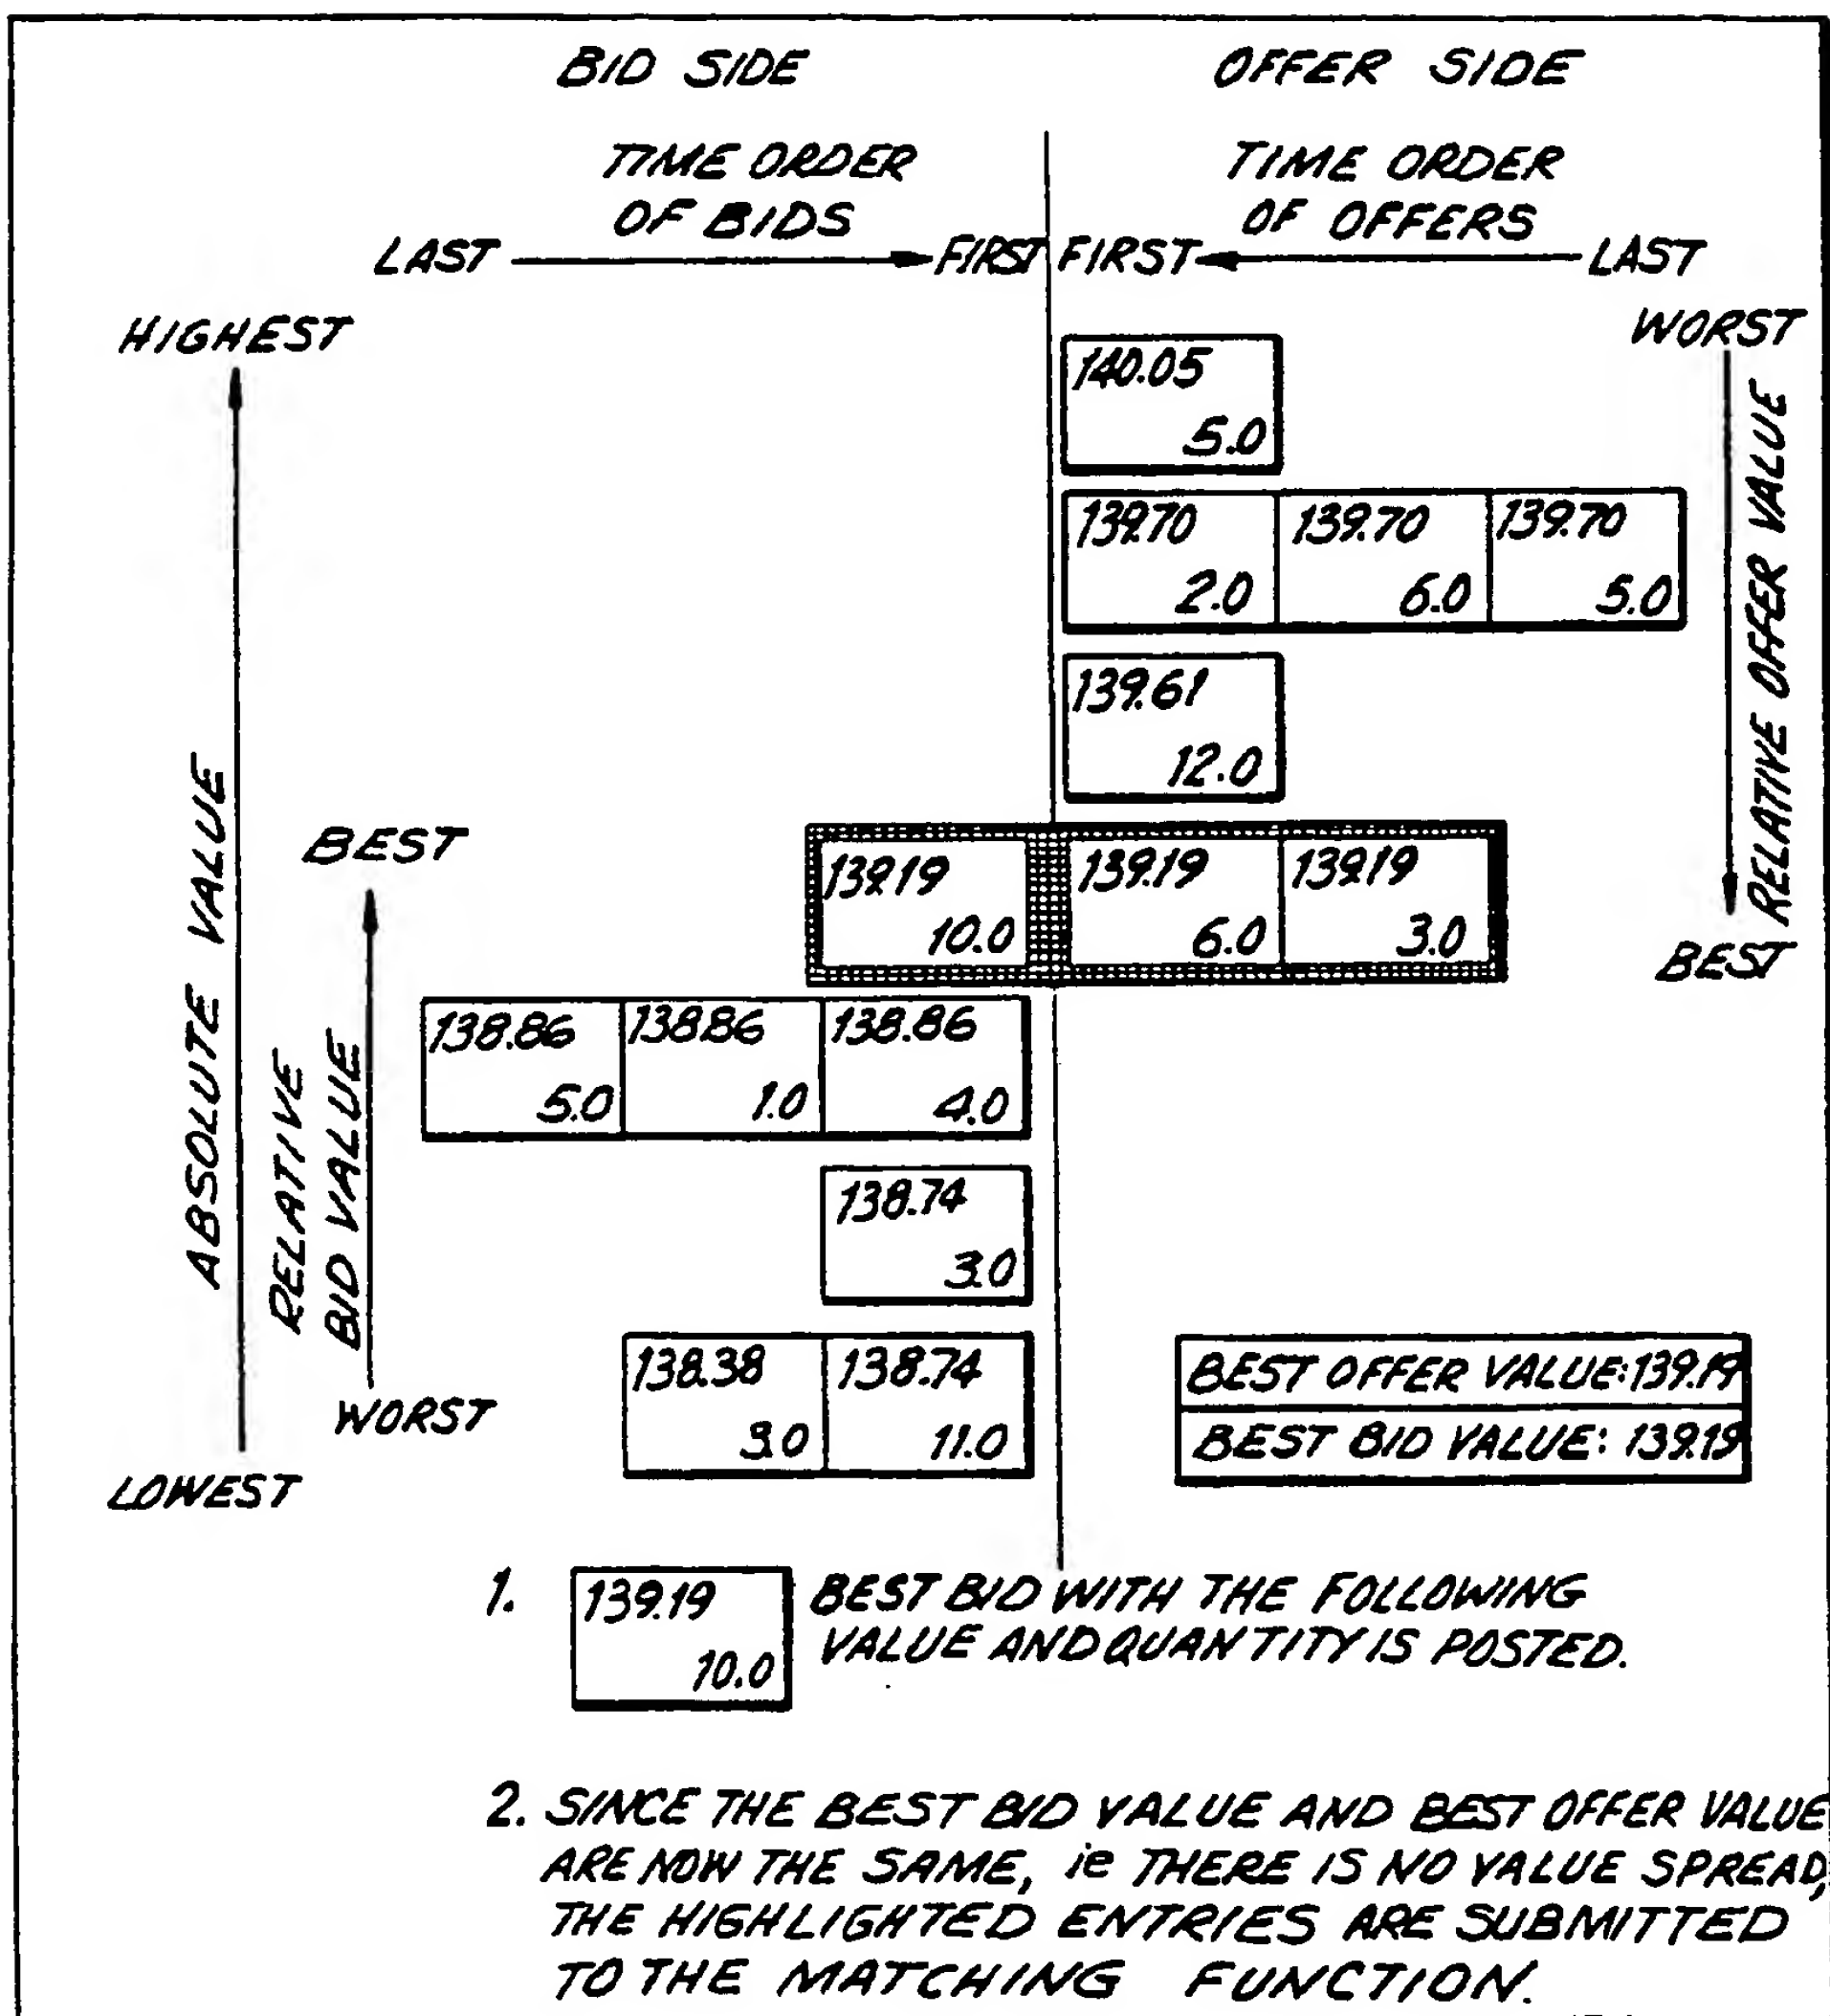 BID SIDE
OFFER SIDE
TIME ORDER
OF BIDS
TIME ORDER
OF OFFERS
LAST
FIRST
FIRST
LAST
HIGHEST
WORST
140.05
5.0
139.70
2.0
139.70
6.0
139.70
5.0
RELATIVE OFFER VALUE
139.61
12.0
BEST
139.19
10.0
139.19
6.0
139.19
3.0
BEST
ABSOLUTE VALUE
RELATIVE
BID VALUE
138.86
5.0
138.86
1.0
138.86
4.0
138.74
3.0
138.38
3.0
138.74
11.0
WORST
LOWEST
BEST OFFER VALUE: 139.19
BEST BID VALUE: 139.19
1.
139.19
10.0
BEST BID WITH THE FOLLOWING
VALUE AND QUANTITY IS POSTED.
2. SINCE THE BEST BID VALUE AND BEST OFFER VALUE
ARE NOW THE SAME, ie THERE IS NO VALUE SPREAD,
THE HIGHLIGHTED ENTRIES ARE SUBMITTED
TO THE MATCHING FUNCTION.